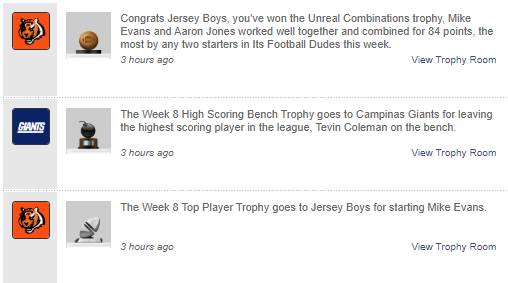 Congrats Jersey Boys, you've won the Unreal Combinations trophy, Mike
Evans and Aaron Jones worked well together and combined for 84 points, the
most by any two starters in Its Football Dudes this week.
3 hours ago View Trophy Room
GIANTS
The Week 8 High Scoring Bench Trophy goes to Campinas Giants for leaving
the highest scoring player in the league, Tevin Coleman on the bench.
3 hours ago View Trophy Room
The Week 8 Top Player Trophy goes to Jersey Boys for starting Mike Evans.
3 hours ago View Trophy Room